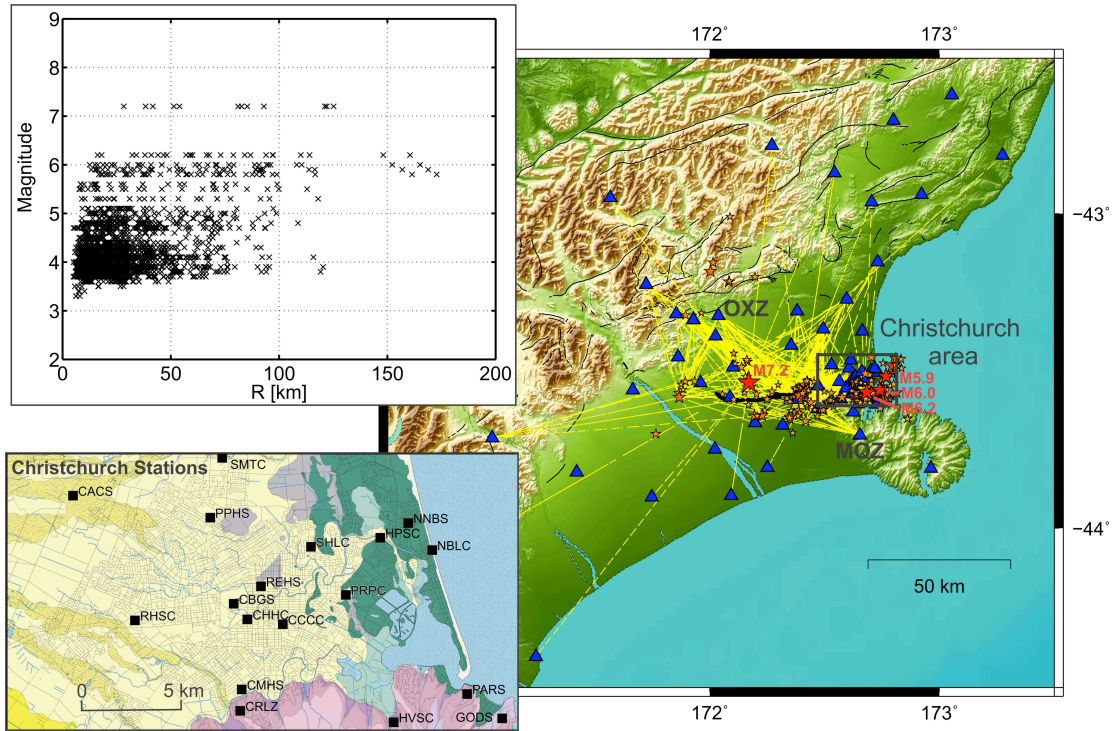 9
8
7
6
5
4
3
2
Magnitude
0
50
100
150
200
R [km]
172°
173°
−43°
−44°
172°
173°
OXZ
MQZ
Christchurch
area
M7.2
M5.9
M6.0
M6.2
50 km
Christchurch Stations
SMTC
CACS
PPHS
NNBS
HPSC
SHLC
NBLC
REHS
PRPC
CBGS
RHSC
CHHC
CCCC
CMHS
PARS
CRLZ
HVSC
GODS
0
5 km